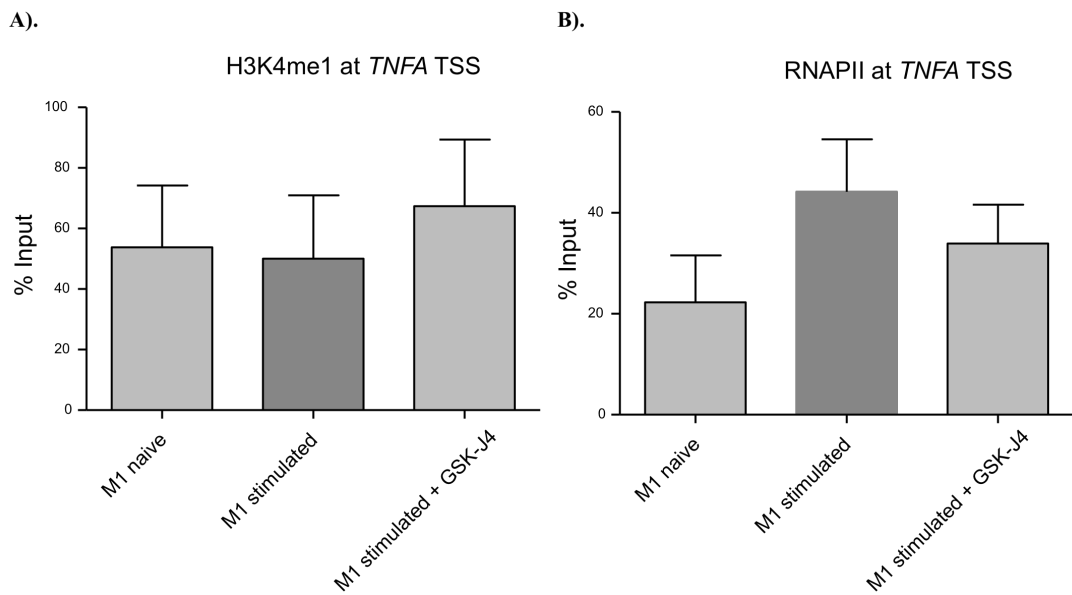 A).
H3K4me1 at TNFA TSS
% Input
100
80
60
40
20
0
M1 naive
M1 stimulated
M1 stimulated + GSK-J4
B).
RNAPII at TNFA TSS
% Input
60
40
20
0
M1 naive
M1 stimulated
M1 stimulated + GSK-J4